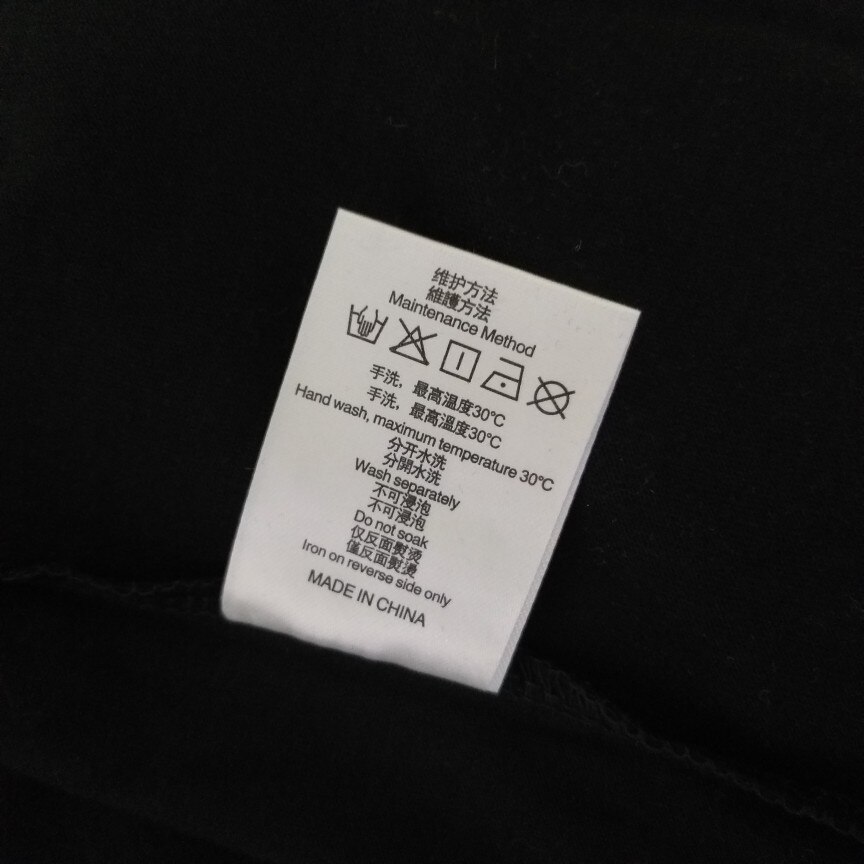 维护方法
維護方法
Maintenance Method
手洗，最高温度30℃
手洗，最高溫度30℃
Hand wash, maximum temperature 30℃
分开水洗
分開水洗
Wash separately
不可浸泡
不可浸泡
Do not soak
仅反面熨烫
僅反面熨燙
Iron on reverse side only
MADE IN CHINA